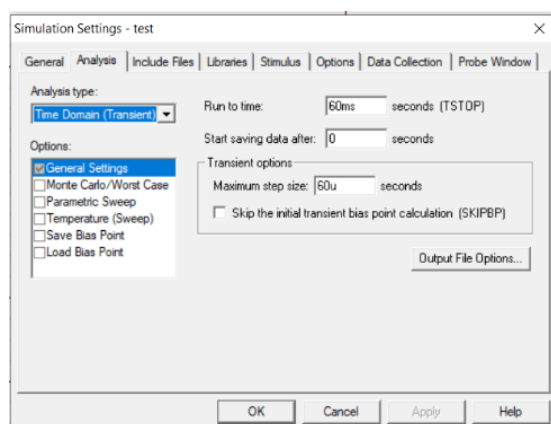 Simulation Settings - test
General Analysis Include Files Libraries Stimulus Options Data Collection Probe Window
Analysis type:
Time Domain (Transient)
Options:
General Settings
Monte Carlo/Worst Case
Parametric Sweep
Temperature (Sweep)
Save Bias Point
Load Bias Point
Run to time: 60ms seconds (TSTOP)
Start saving data after: 0 seconds
Transient options
Maximum step size: 60u seconds
Skip the initial transient bias point calculation (SKIPBP)
Output File Options...
OK Cancel Apply Help